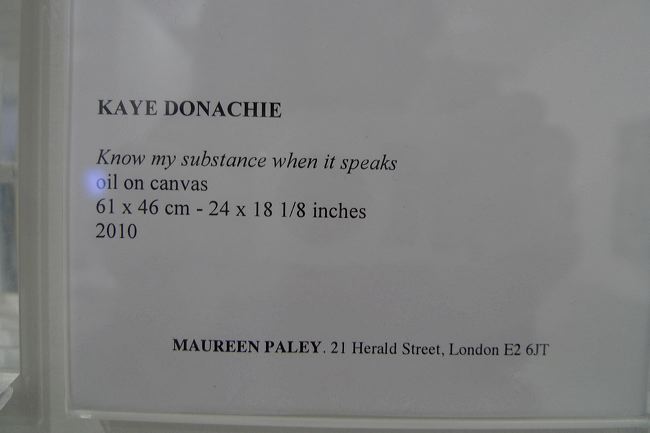 KAYE DONACHIE
Know my substance when it speaks
oil on canvas
61 x 46 cm - 24 x 18 1/8 inches
2010
MAUREEN PALEY. 21 Herald Street, London E2 6JT